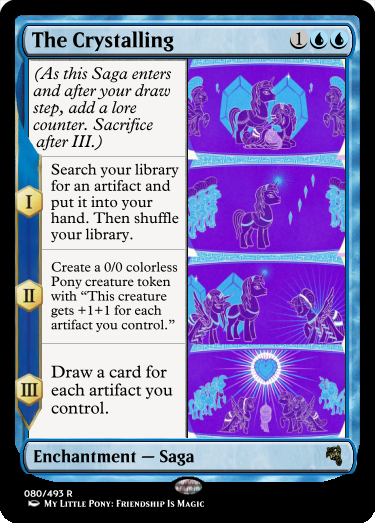 The Crystalling
1
(As this Saga enters
and after your draw
step, add a lore
counter. Sacrifice
after III.)
I
Search your library
for an artifact and
put it into your
hand. Then shuffle
your library.
II
Create a 0/0 colorless
Pony creature token
with “This creature
gets +1+1 for each
artifact you control.”
III
Draw a card for
each artifact you
control.
Enchantment — Saga
080/493 R
My Little Pony: Friendship Is Magic